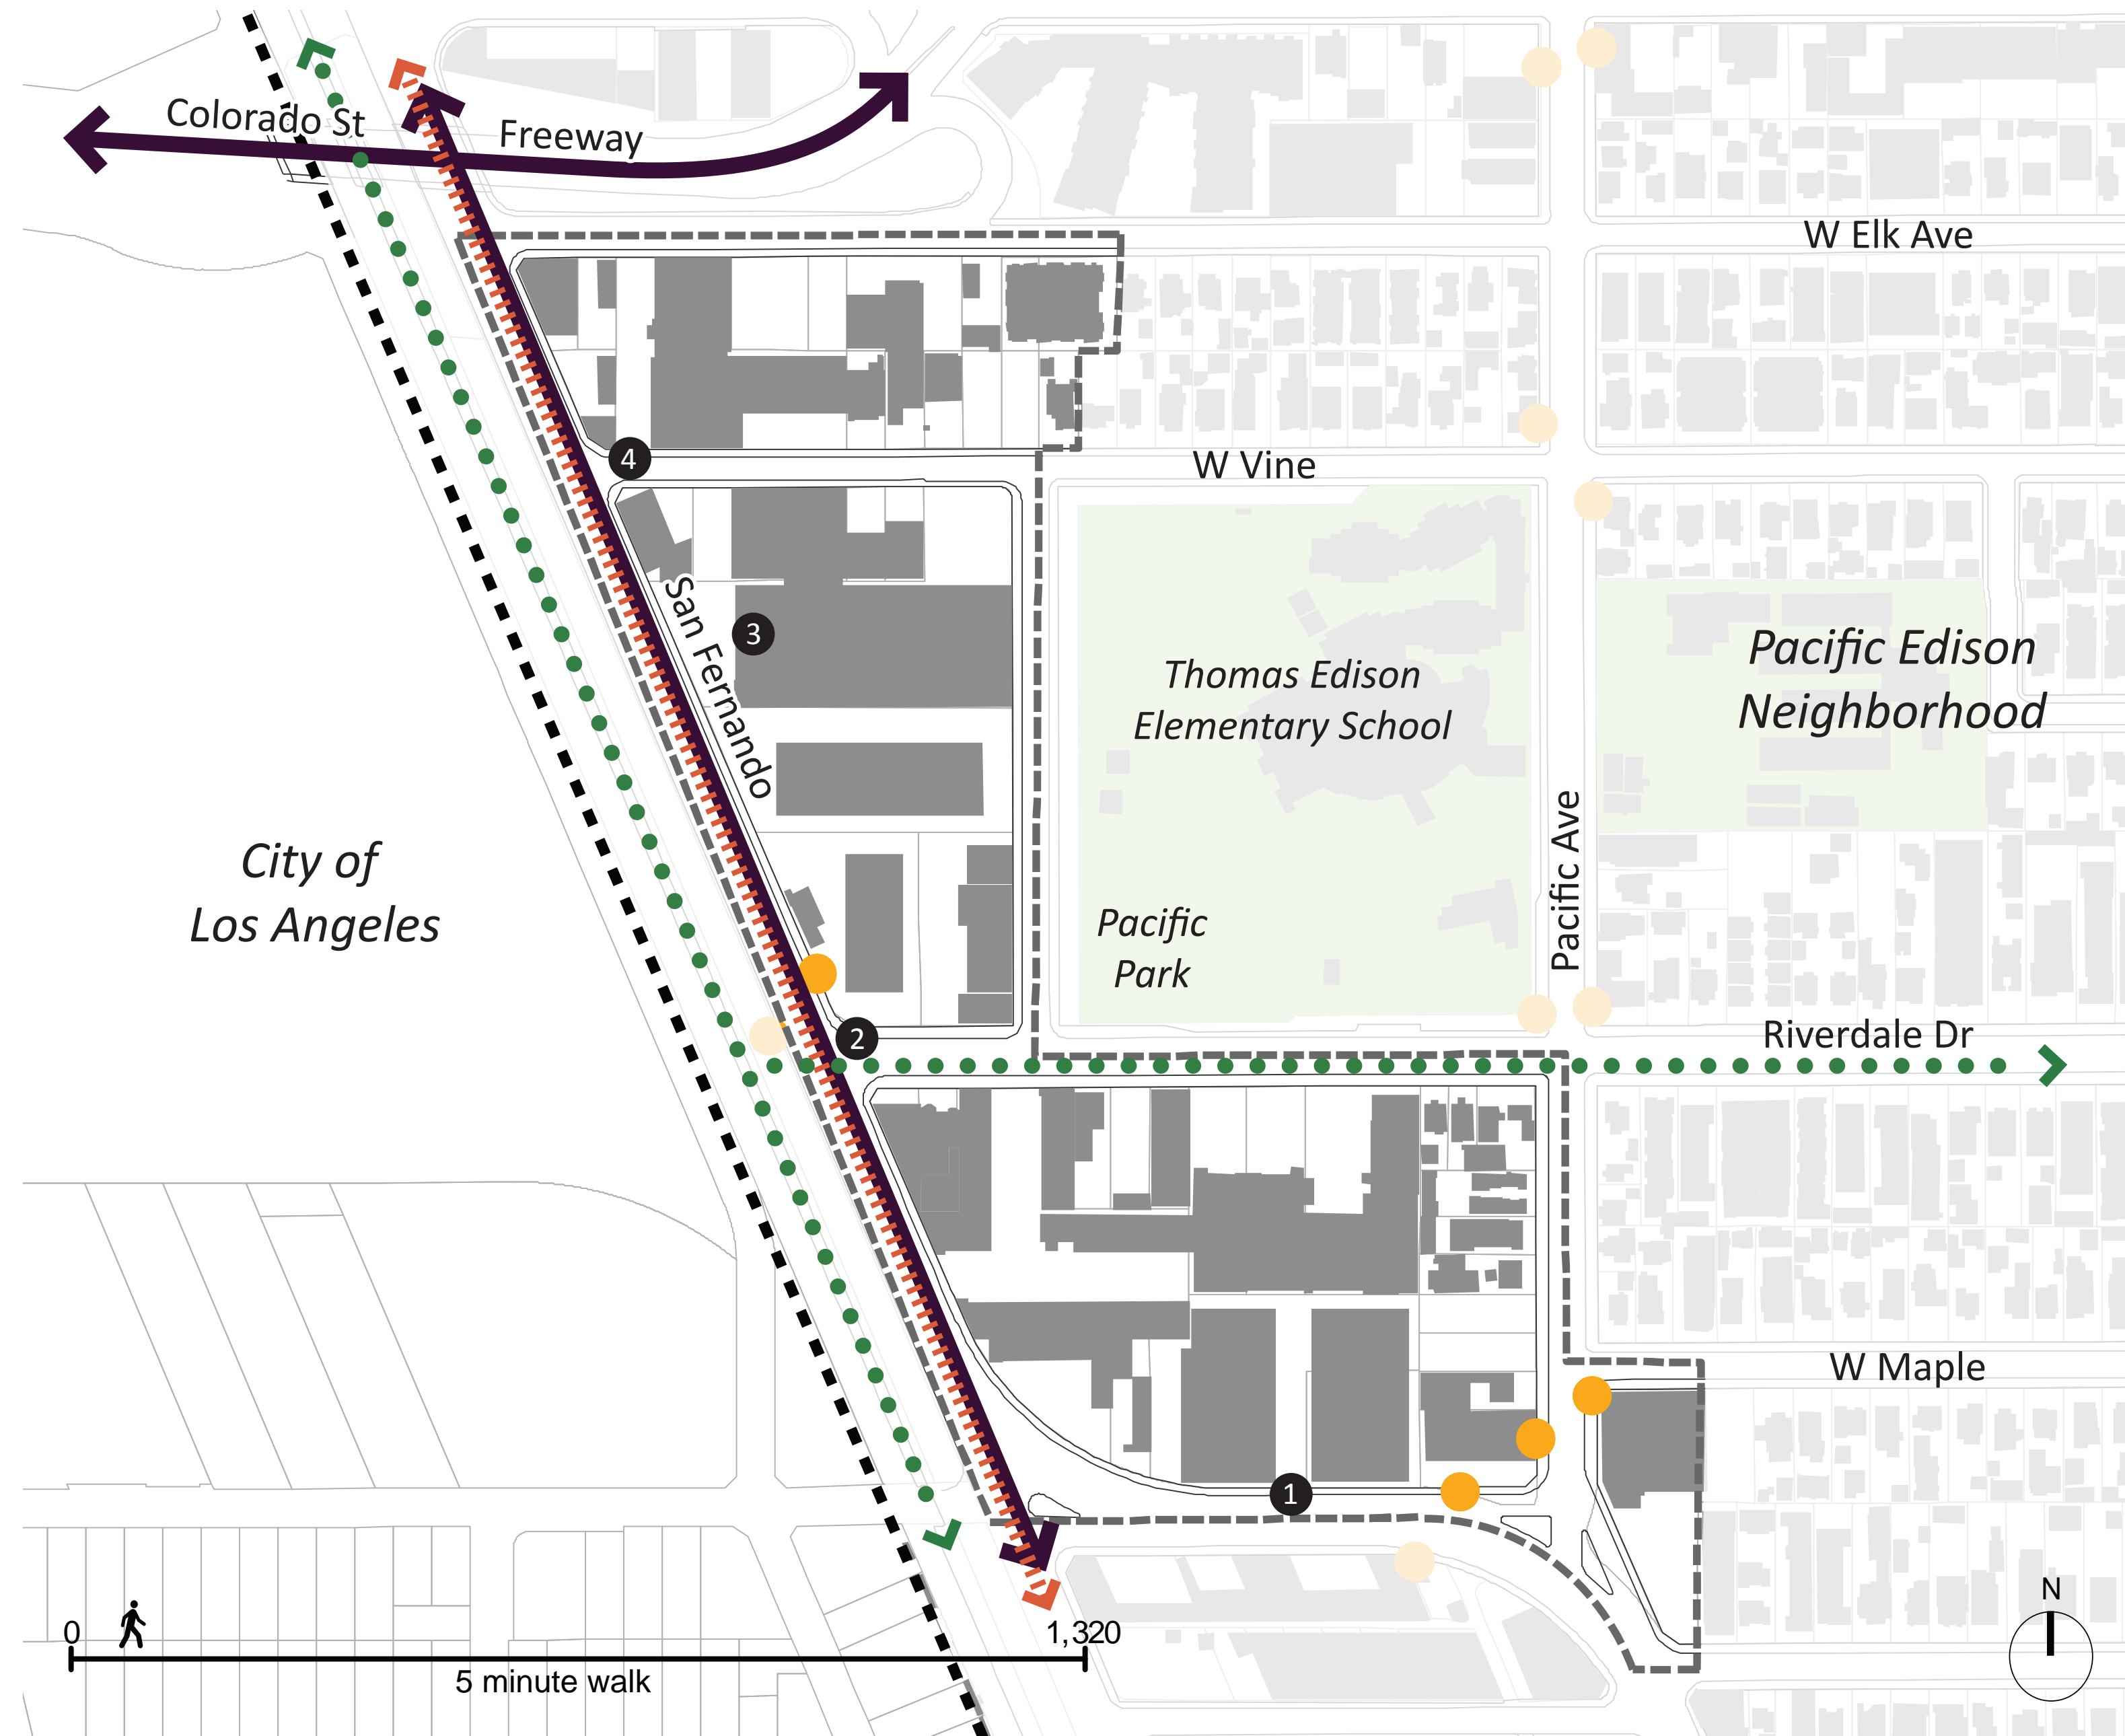 Colorado St
Freeway
W Elk Ave
4
W Vine
San Fernando
3
Thomas Edison
Elementary School
Pacific Edison
Neighborhood
City of
Los Angeles
Pacific Ave
Pacific
Park
2
Riverdale Dr
W Maple
1
0
1,320
5 minute walk
N